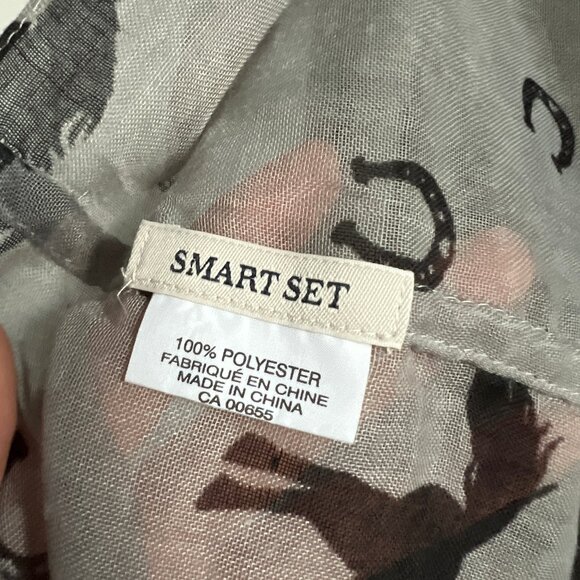 SMART SET
100% POLYESTER
FABRIQUÉ EN CHINE
MADE IN CHINA
CA 00655